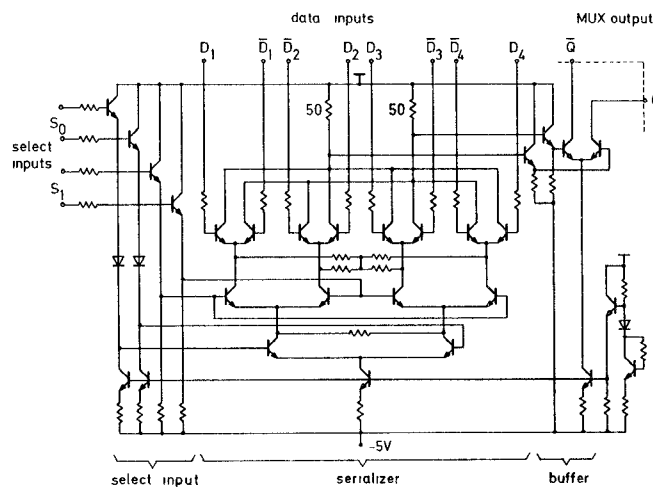 data inputs
MUX output
D1 D̄1 D̄2 D2 D3 D̄3 D̄4 D4 Q̄
50 50
S0
select inputs
S1
-5V
select input serializer buffer